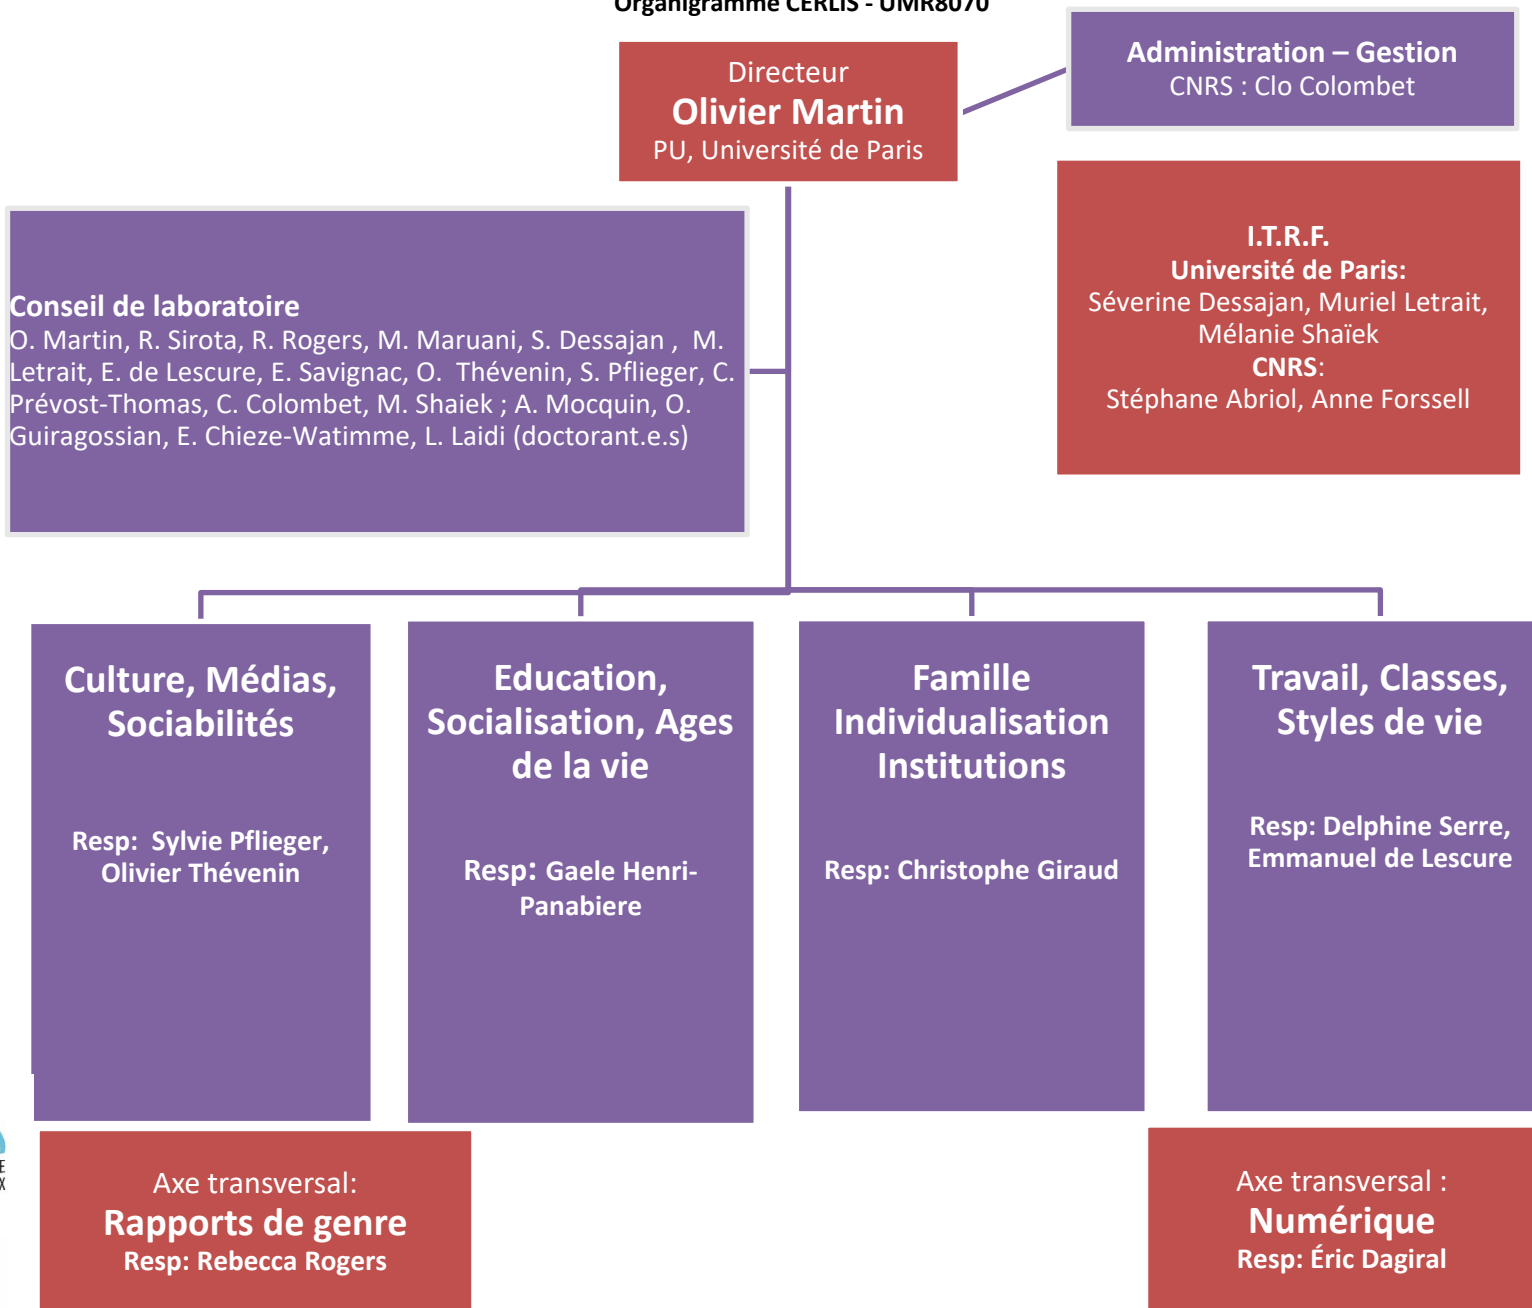 Organigramme CERLIS - UMR8070
Directeur
Olivier Martin
PU, Université de Paris
Administration – Gestion
CNRS : Clo Colombet
I.T.R.F.
Université de Paris:
Séverine Dessajan, Muriel Letrait,
Mélanie Shaïek
CNRS:
Stéphane Abriol, Anne Forssell
Conseil de laboratoire
O. Martin, R. Sirota, R. Rogers, M. Maruani, S. Dessajan , M.
Letrait, E. de Lescure, E. Savignac, O. Thévenin, S. Pflieger, C.
Prévost-Thomas, C. Colombet, M. Shaiek ; A. Mocquin, O.
Guiragossian, E. Chieze-Watimme, L. Laidi (doctorant.e.s)
Culture, Médias,
Sociabilités
Resp: Sylvie Pflieger,
Olivier Thévenin
Education,
Socialisation, Ages
de la vie
Resp: Gaele Henri-
Panabiere
Famille
Individualisation
Institutions
Resp: Christophe Giraud
Travail, Classes,
Styles de vie
Resp: Delphine Serre,
Emmanuel de Lescure
E
X
Axe transversal:
Rapports de genre
Resp: Rebecca Rogers
Axe transversal :
Numérique
Resp: Éric Dagiral